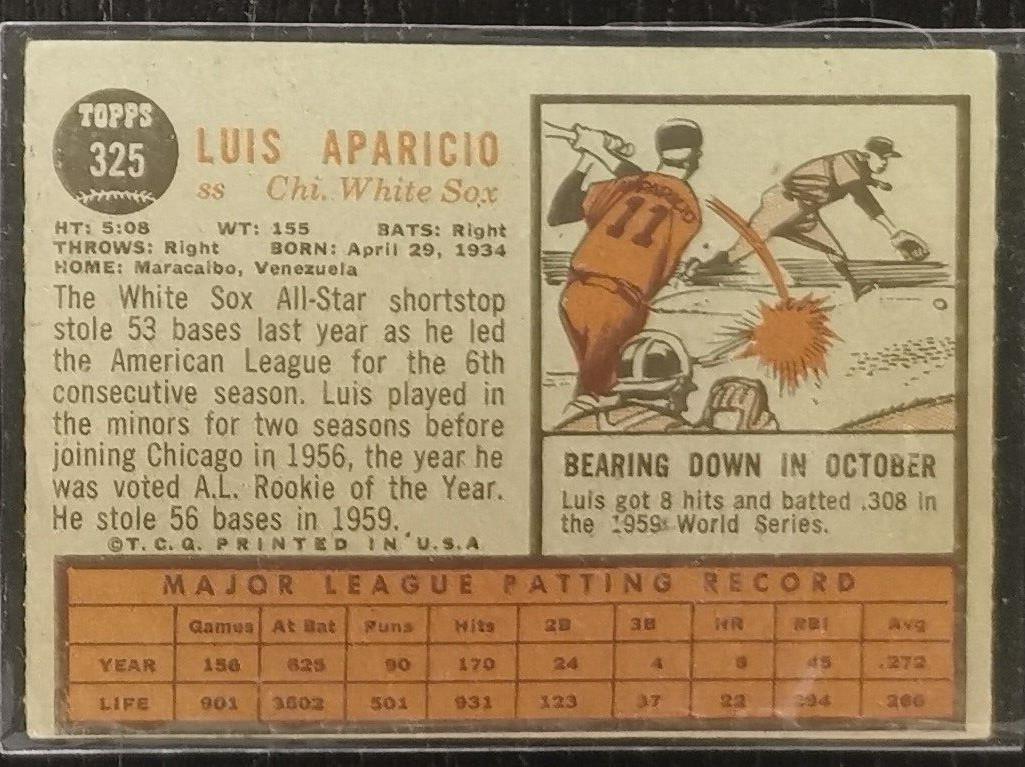 TOPPS
325
LUIS APARICIO
SS Chi. White Sox
HT: 5:08 WT: 155 BATS: Right
THROWS: Right BORN: April 29, 1934
HOME: Maracaibo, Venezuela
The White Sox All-Star shortstop
stole 53 bases last year as he led
the American League for the 6th
consecutive season. Luis played in
the minors for two seasons before
joining Chicago in 1956, the year he
was voted A.L. Rookie of the Year.
He stole 56 bases in 1959.
©T. C. G. PRINTED IN U.S.A
APARICIO
11
BEARING DOWN IN OCTOBER
Luis got 8 hits and batted .308 in
the 1959 World Series.
MAJOR LEAGUE BATTING RECORD
Games At Bat Runs Hits 2B 3B HR RBI Avg
YEAR 156 625 90 170 24 4 6 45 .272
LIFE 901 3602 501 931 123 37 22 294